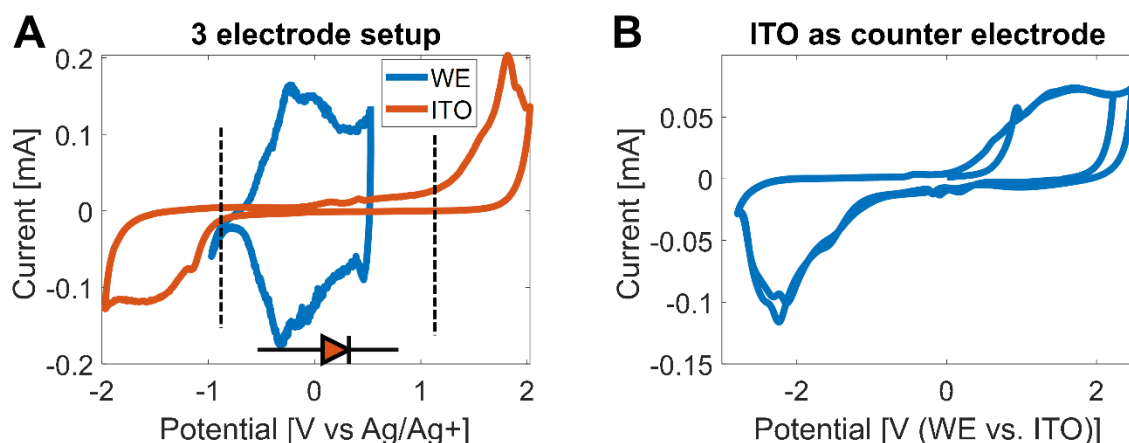 A
3 electrode setup
0.2
0.1
0
-0.1
-0.2
Current [mA]
WE
ITO
-2
-1
0
1
2
Potential [V vs Ag/Ag+]
B
ITO as counter electrode
0.05
0
-0.05
-0.1
-0.15
Current [mA]
-2
0
2
Potential [V (WE vs. ITO)]